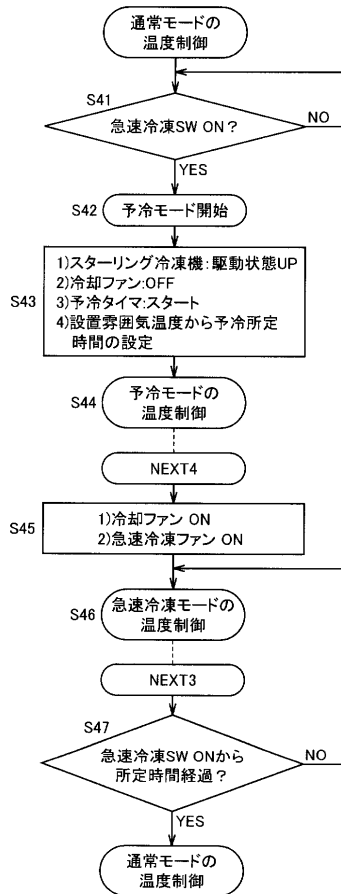 通常モードの
温度制御
S41
急速冷凍SW ON？
NO
YES
S42
予冷モード開始
S43
1)スターリング冷凍機：駆動状態UP
2)冷却ファン:OFF
3)予冷タイマ:スタート
4)設置雰囲気温度から予冷所定
時間の設定
S44
予冷モードの
温度制御
NEXT4
S45
1)冷却ファン ON
2)急速冷凍ファン ON
S46
急速冷凍モードの
温度制御
NEXT3
S47
急速冷凍SW ONから
所定時間経過？
NO
YES
通常モードの
温度制御